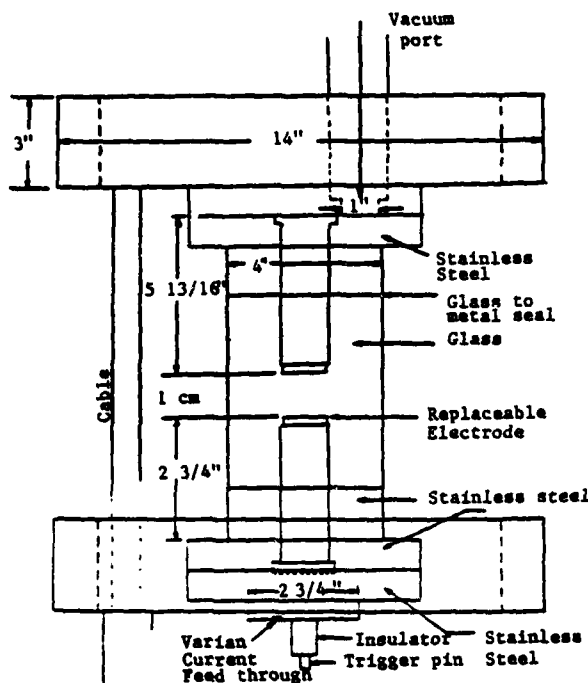 Vacuum
port
3"
14"
1"
Stainless
Steel
4"
5 13/16"
Glass to
metal seal
Glass
1 cm
Cable
Replaceable
Electrode
2 3/4"
Stainless steel
2 3/4"
Varian
Current
Feed through
Insulator
Trigger pin
Stainless
Steel